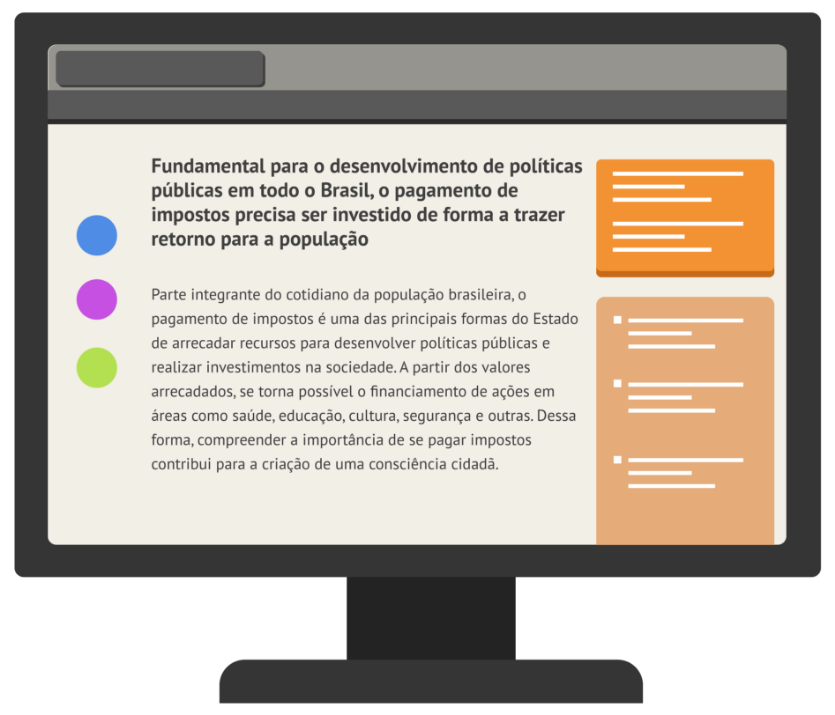 Fundamental para o desenvolvimento de políticas
públicas em todo o Brasil, o pagamento de
impostos precisa ser investido de forma a trazer
retorno para a população
Parte integrante do cotidiano da população brasileira, o
pagamento de impostos é uma das principais formas do Estado
de arrecadar recursos para desenvolver políticas públicas e
realizar investimentos na sociedade. A partir dos valores
arrecadados, se torna possível o financiamento de ações em
áreas como saúde, educação, cultura, segurança e outras. Dessa
forma, compreender a importância de se pagar impostos
contribui para a criação de uma consciência cidadã.